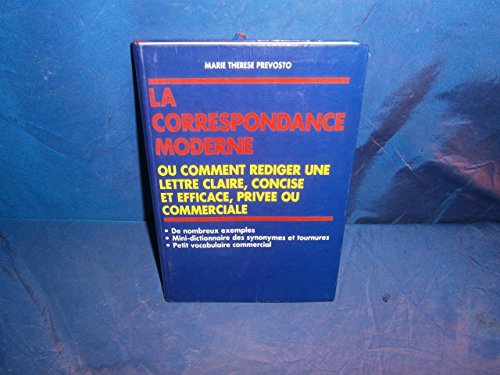 MARIE THERESE PREVOSTO
LA
CORRESPONDANCE
MODERNE
OU COMMENT REDIGER UNE
LETTRE CLAIRE, CONCISE
ET EFFICACE, PRIVEE OU
COMMERCIALE
• De nombreux exemples
• Mini-dictionnaire des synonymes et tournures
• Petit vocabulaire commercial